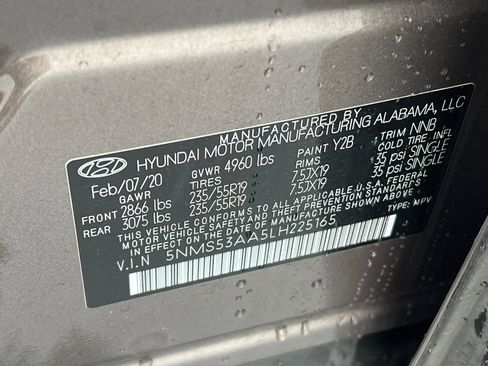 MANUFACTURED BY
HYUNDAI MOTOR MANUFACTURING ALABAMA, LLC
Feb/07/20 GVWR 4960 lbs PAINT Y2B TRIM NNB
GAWR TIRES RIMS COLD TIRE INFL
FRONT 2866 lbs 235/55R19 7.5JX19 35 psi SINGLE
REAR 3075 lbs 235/55R19 7.5JX19 35 psi SINGLE
THIS VEHICLE CONFORMS TO ALL APPLICABLE U.S.A. FEDERAL
MOTOR VEHICLE SAFETY AND THEFT PREVENTION STANDARDS
IN EFFECT ON THE DATE OF MANUFACTURE SHOWN ABOVE.
V.I.N 5NMS53AA5LH225165 TYPE: MPV